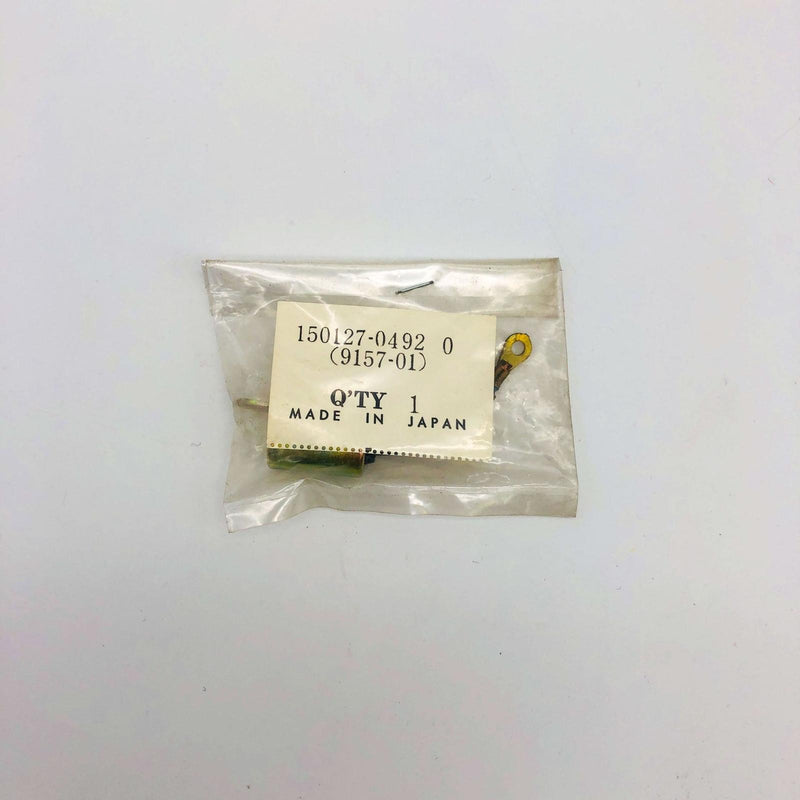 150127-0492 0
(9157-01)
Q'TY 1
MADE IN JAPAN